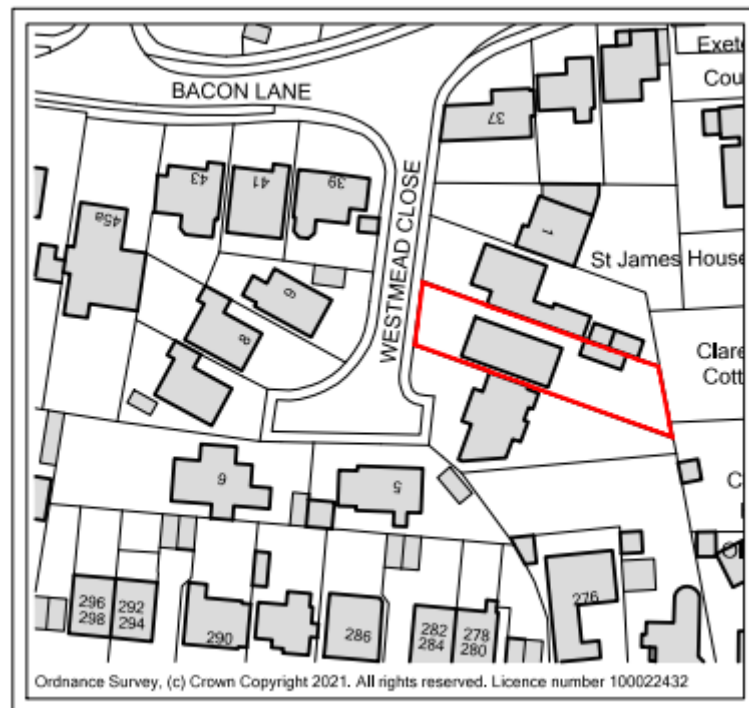 Exete
Cou
BACON LANE
37
43
41
39
45a
WESTMEAD CLOSE
1
St James House
9
8
Clare
Cott
6
5
C
296
298
292
294
290
286
282
284
278
280
276
Ordnance Survey, (c) Crown Copyright 2021. All rights reserved. Licence number 100022432